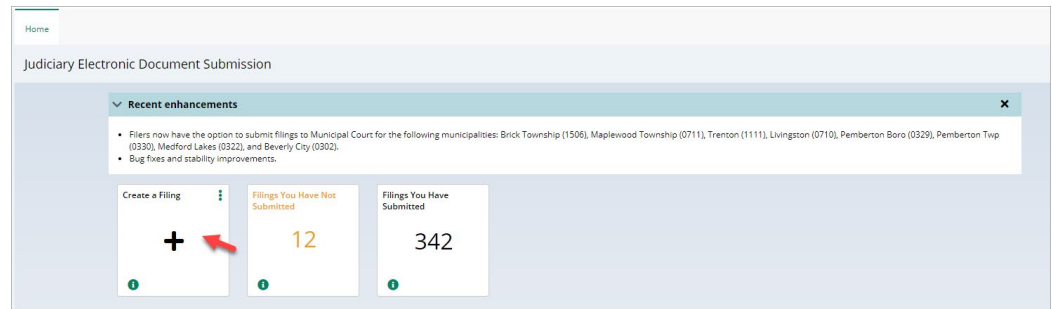 Home
Judiciary Electronic Document Submission
Recent enhancements
• Filers now have the option to submit filings to Municipal Court for the following municipalities: Brick Township (1506), Maplewood Township (0711), Trenton (1111), Livingston (0710), Pemberton Boro (0329), Pemberton Twp
(0330), Medford Lakes (0322), and Beverly City (0302).
• Bug fixes and stability improvements.
Create a Filing
Filings You Have Not
Submitted
12
Filings You Have
Submitted
342